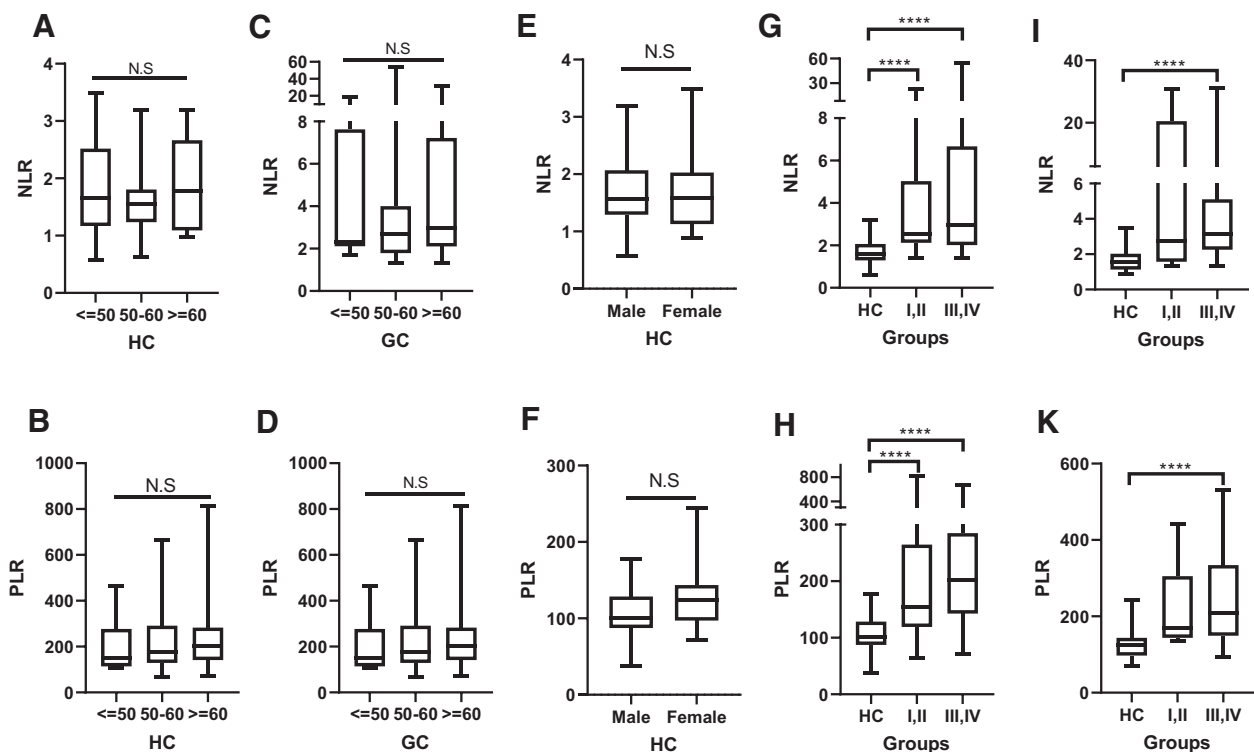 A
N.S
4
3
2
1
0
NLR
<=50 50-60 >=60
HC
C
N.S
60
40
20
8
6
4
2
0
NLR
<=50 50-60 >=60
GC
E
N.S
4
3
2
1
0
NLR
Male Female
HC
G
****
****
60
30
8
6
4
2
0
NLR
HC I,II III,IV
Groups
I
****
40
20
6
4
2
0
NLR
HC I,II III,IV
Groups
B
N.S
1000
800
600
400
200
0
PLR
<=50 50-60 >=60
HC
D
N.S
1000
800
600
400
200
0
PLR
<=50 50-60 >=60
GC
F
N.S
300
200
100
0
PLR
Male Female
HC
H
****
****
800
400
300
200
100
0
PLR
HC I,II III,IV
Groups
K
****
600
400
200
0
PLR
HC I,II III,IV
Groups